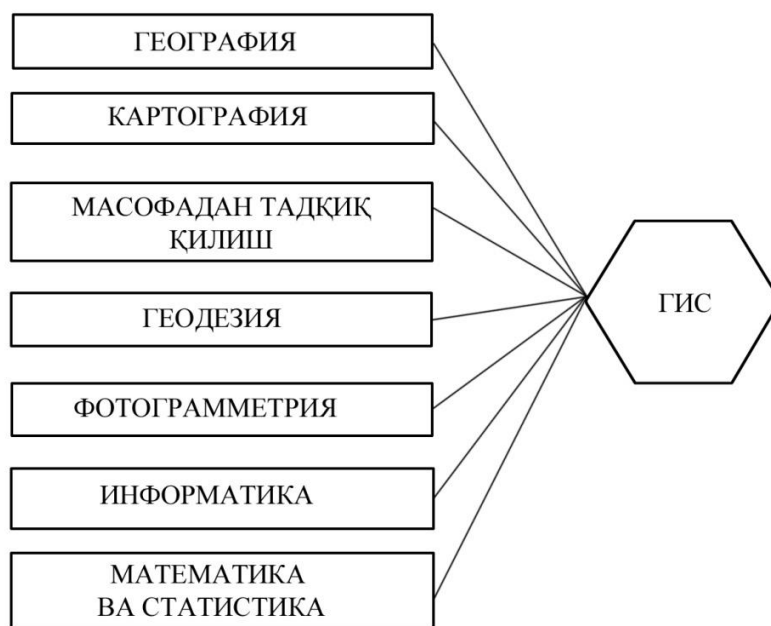 ГЕОГРАФИЯ
КАРТОГРАФИЯ
МАСОФАДАН ТАДҚИҚ
ҚИЛИШ
ГЕОДЕЗИЯ
ФОТОГРАММЕТРИЯ
ИНФОРМАТИКА
МАТЕМАТИКА
ВА СТАТИСТИКА
ГИС